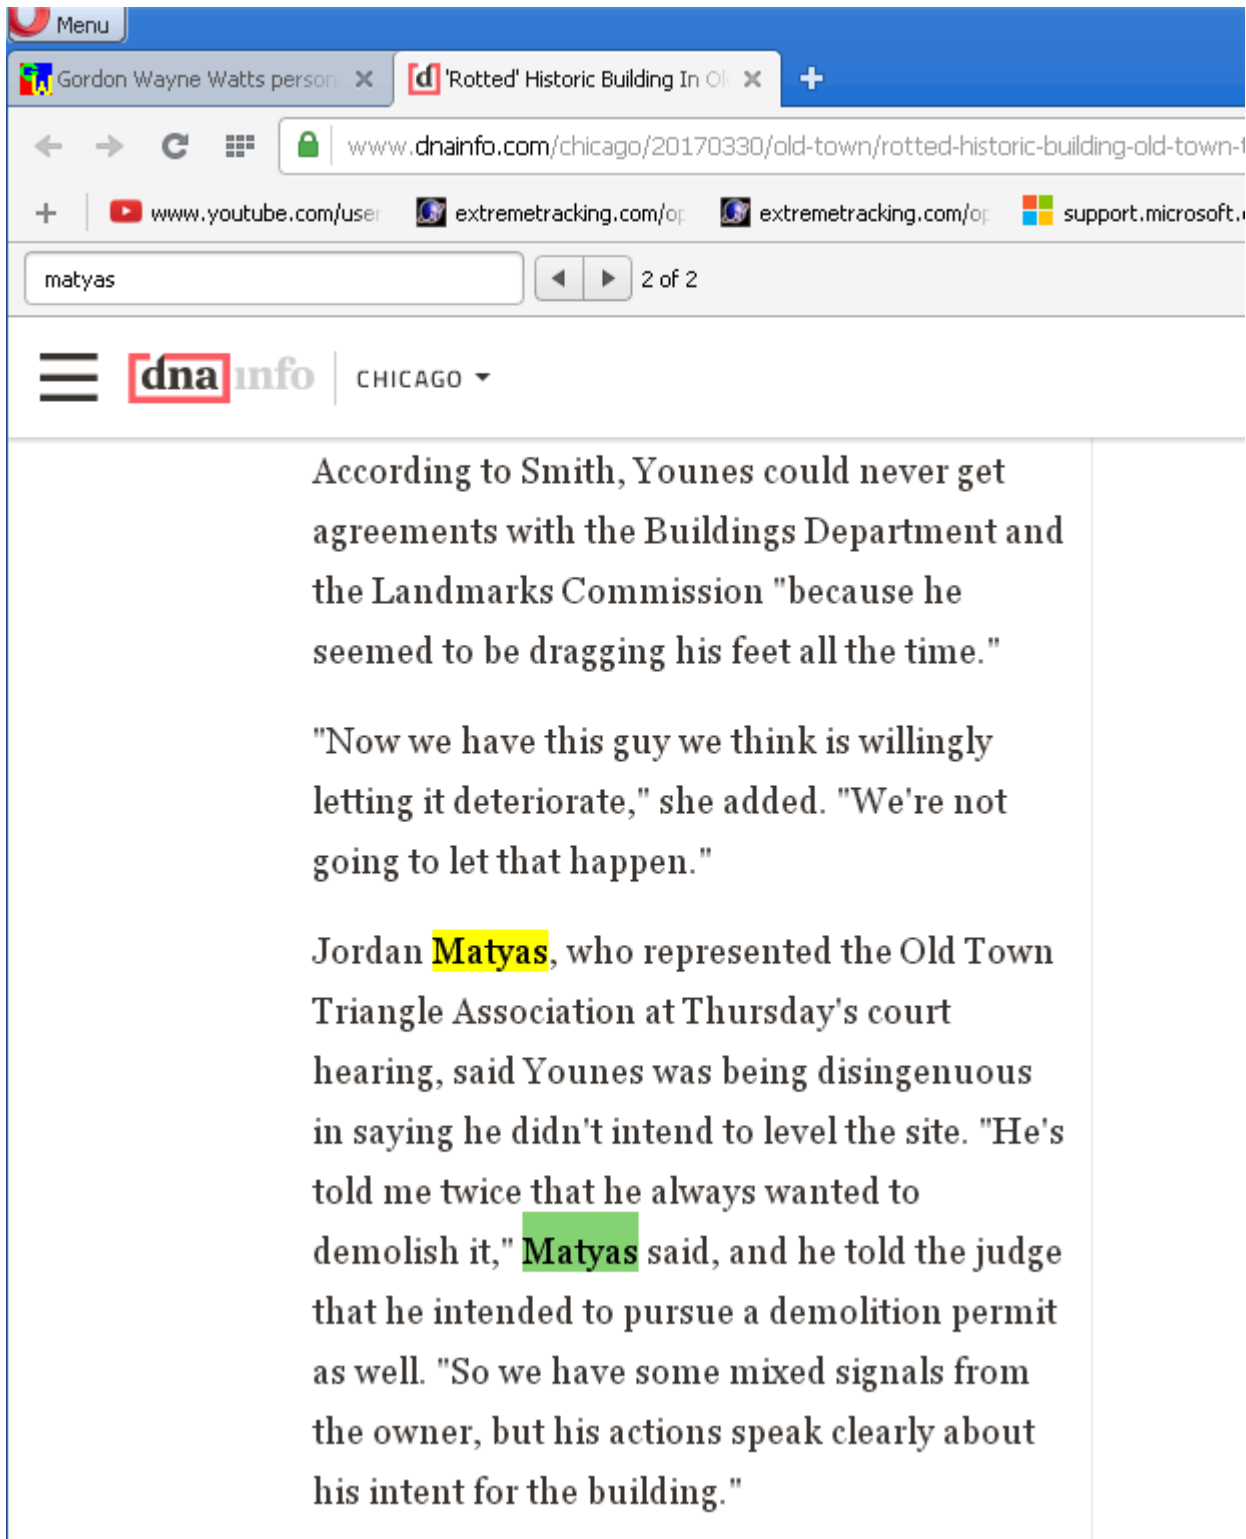 Menu
Gordon Wayne Watts person
'Rotted' Historic Building In Ol
www.dnainfo.com/chicago/20170330/old-town/rotted-historic-building-old-town-t
www.youtube.com/user
extremetracking.com/op
extremetracking.com/op
support.microsoft.
matyas
2 of 2
dna info
CHICAGO
According to Smith, Younes could never get
agreements with the Buildings Department and
the Landmarks Commission "because he
seemed to be dragging his feet all the time."
"Now we have this guy we think is willingly
letting it deteriorate," she added. "We're not
going to let that happen."
Jordan Matyas, who represented the Old Town
Triangle Association at Thursday's court
hearing, said Younes was being disingenuous
in saying he didn't intend to level the site. "He's
told me twice that he always wanted to
demolish it," Matyas said, and he told the judge
that he intended to pursue a demolition permit
as well. "So we have some mixed signals from
the owner, but his actions speak clearly about
his intent for the building."